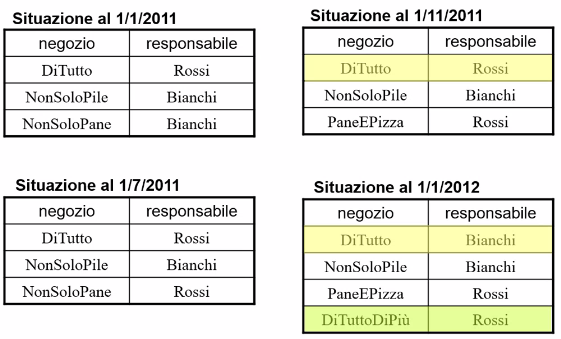 Situazione al 1/1/2011
negozio responsabile
DiTutto Rossi
NonSoloPile Bianchi
NonSoloPane Bianchi
Situazione al 1/7/2011
negozio responsabile
DiTutto Rossi
NonSoloPile Bianchi
NonSoloPane Rossi
Situazione al 1/11/2011
negozio responsabile
DiTutto Rossi
NonSoloPile Bianchi
PaneEPizza Rossi
Situazione al 1/1/2012
negozio responsabile
DiTutto Bianchi
NonSoloPile Bianchi
PaneEPizza Rossi
DiTuttoDiPiù Rossi